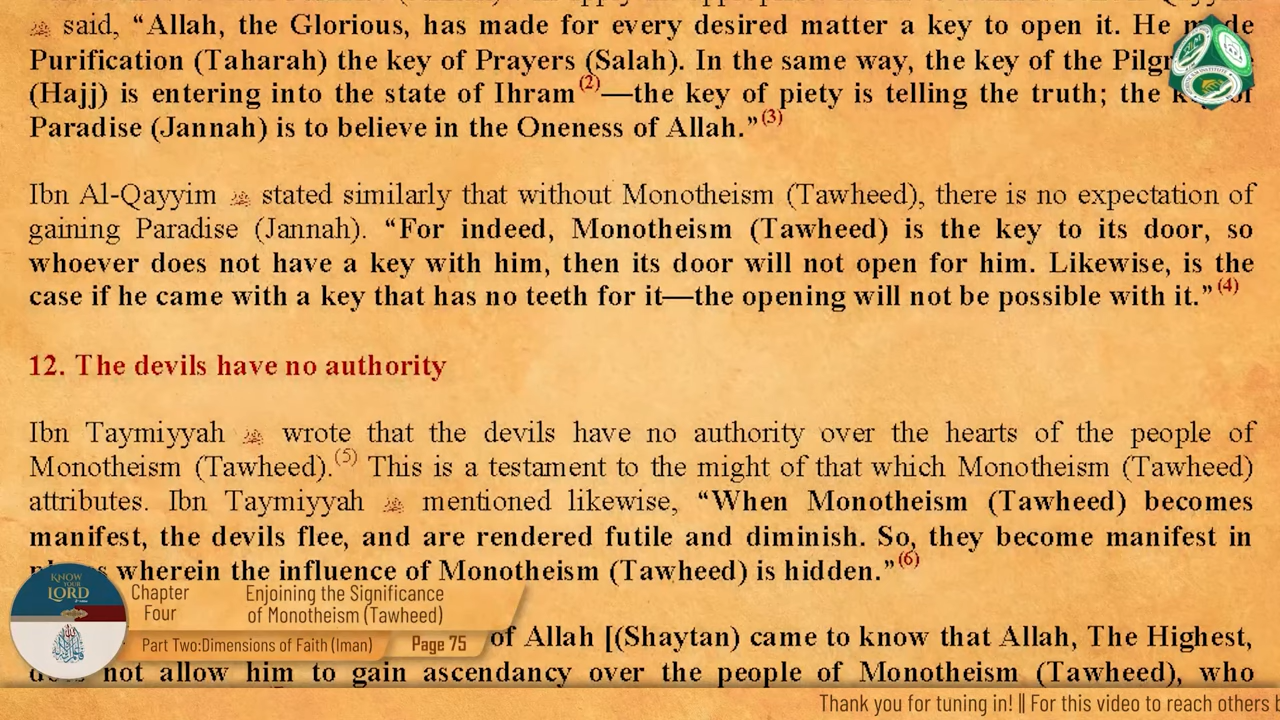 said, “Allah, the Glorious, has made for every desired matter a key to open it. He made
Purification (Taharah) the key of Prayers (Salah). In the same way, the key of the
(Hajj) is entering into the state of Ihram(2)—the key of piety is telling the truth; the
Paradise (Jannah) is to believe in the Oneness of Allah.”(3)
Ibn Al-Qayyim stated similarly that without Monotheism (Tawheed), there is no expectation of
gaining Paradise (Jannah). “For indeed, Monotheism (Tawheed) is the key to its door, so
whoever does not have a key with him, then its door will not open for him. Likewise, is the
case if he came with a key that has no teeth for it—the opening will not be possible with it.”(4)
12. The devils have no authority
Ibn Taymiyyah wrote that the devils have no authority over the hearts of the people of
Monotheism (Tawheed).(5) This is a testament to the might of that which Monotheism (Tawheed)
attributes. Ibn Taymiyyah mentioned likewise, “When Monotheism (Tawheed) becomes
manifest, the devils flee, and are rendered futile and diminish. So, they become manifest in
wherein the influence of Monotheism (Tawheed) is hidden.”(6)
of Allah [(Shaytan) came to know that Allah, The Highest,
does not allow him to gain ascendancy over the people of Monotheism (Tawheed), who
KNOW
YOUR
LORD
Chapter
Four
Enjoining the Significance
of Monotheism (Tawheed)
Part Two:Dimensions of Faith (Iman)
Page 75
Thank you for tuning in! || For this video to reach others